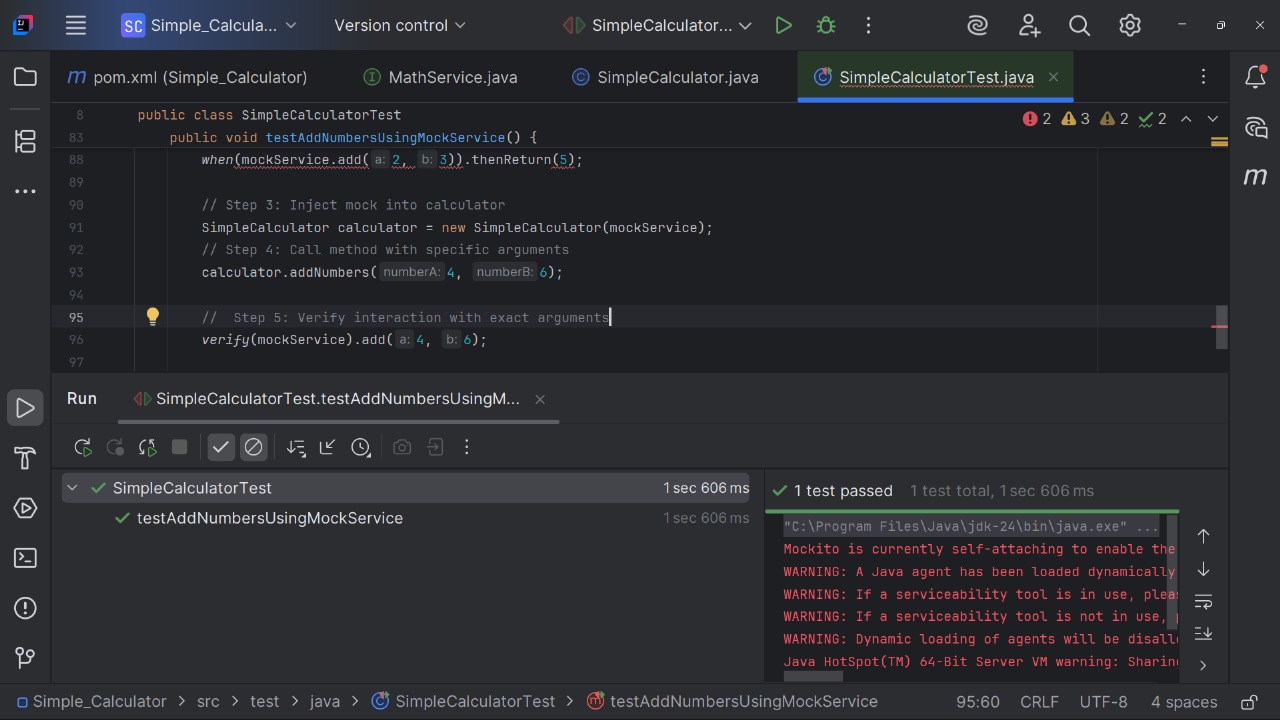 SC Simple_Calcula... Version control SimpleCalculator...
pom.xml (Simple_Calculator) MathService.java SimpleCalculator.java SimpleCalculatorTest.java
8 public class SimpleCalculatorTest
2 3 2 2
83 public void testAddNumbersUsingMockService() {
88 when(mockService.add( a: 2, b: 3)).thenReturn(5);
89
90 // Step 3: Inject mock into calculator
91 SimpleCalculator calculator = new SimpleCalculator(mockService);
92 // Step 4: Call method with specific arguments
93 calculator.addNumbers( numberA: 4, numberB: 6);
94
95 //  Step 5: Verify interaction with exact arguments
96 verify(mockService).add( a: 4, b: 6);
97
Run SimpleCalculatorTest.testAddNumbersUsingM...
SimpleCalculatorTest 1 sec 606 ms
testAddNumbersUsingMockService 1 sec 606 ms
1 test passed 1 test total, 1 sec 606 ms
"C:\Program Files\Java\jdk-24\bin\java.exe" ...
Mockito is currently self-attaching to enable the
WARNING: A Java agent has been loaded dynamically
WARNING: If a serviceability tool is in use, plea
WARNING: If a serviceability tool is not in use,
WARNING: Dynamic loading of agents will be disall
Java HotSpot(TM) 64-Bit Server VM warning: Sharin
Simple_Calculator src test java SimpleCalculatorTest testAddNumbersUsingMockService 95:60 CRLF UTF-8 4 spaces